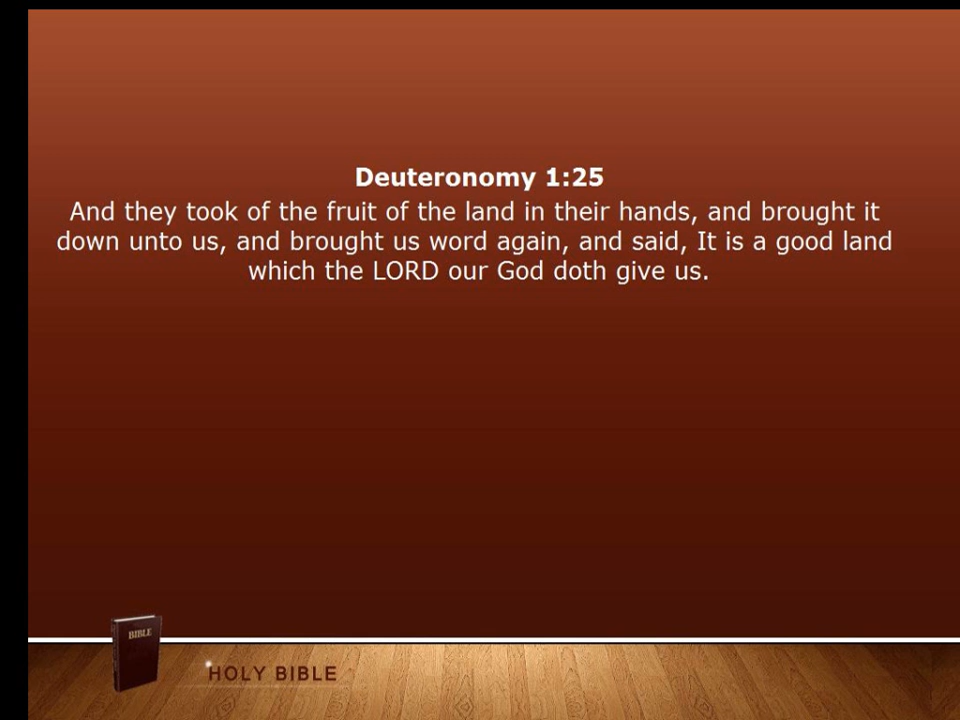 Deuteronomy 1:25
And they took of the fruit of the land in their hands, and brought it
down unto us, and brought us word again, and said, It is a good land
which the LORD our God doth give us.
BIBLE
HOLY BIBLE